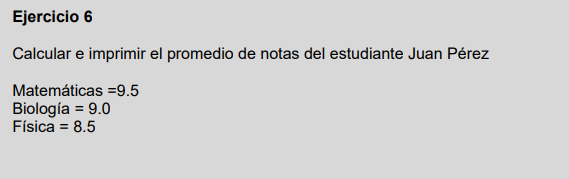 Ejercicio 6
Calcular e imprimir el promedio de notas del estudiante Juan Pérez
Matemáticas =9.5
Biología = 9.0
Física = 8.5